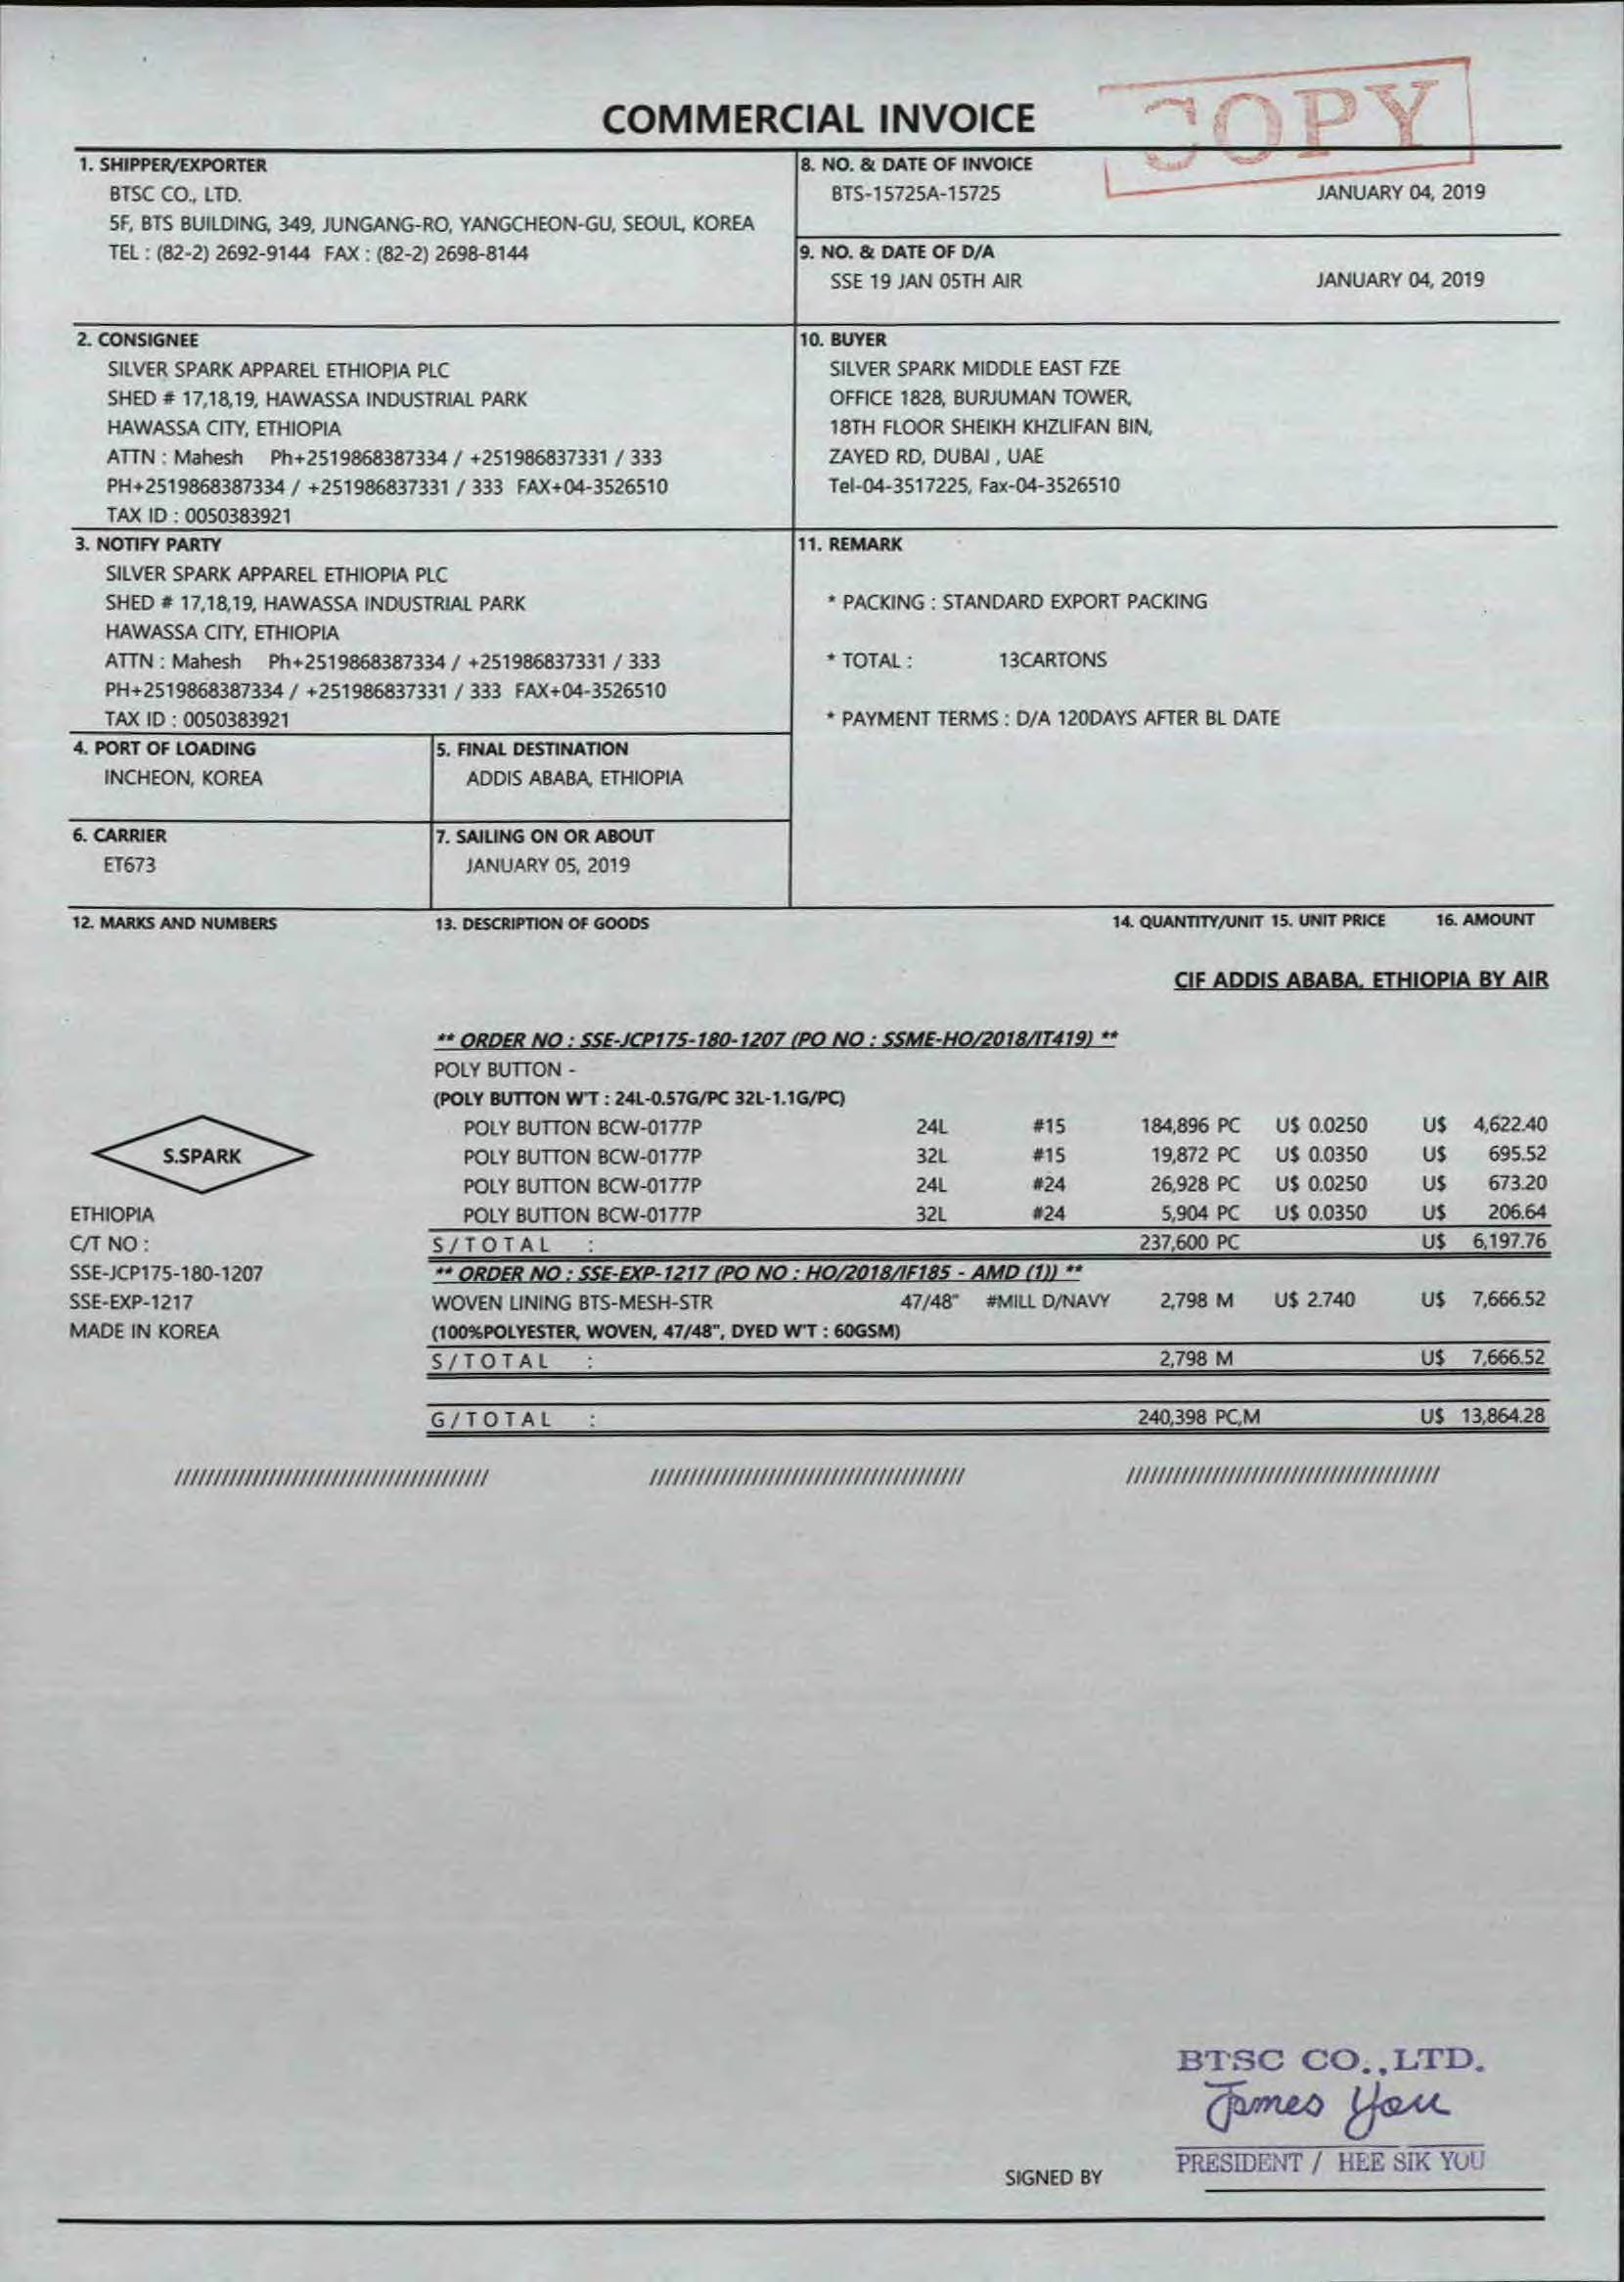 COMMERCIAL INVOICE
COPY
1. SHIPPER/EXPORTER
BTSC CO., LTD.
5F, BTS BUILDING, 349, JUNGANG-RO, YANGCHEON-GU, SEOUL, KOREA
TEL : (82-2) 2692-9144 FAX : (82-2) 2698-8144
8. NO. & DATE OF INVOICE
BTS-15725A-15725 JANUARY 04, 2019
9. NO. & DATE OF D/A
SSE 19 JAN 05TH AIR JANUARY 04, 2019
2. CONSIGNEE
SILVER SPARK APPAREL ETHIOPIA PLC
SHED # 17,18,19, HAWASSA INDUSTRIAL PARK
HAWASSA CITY, ETHIOPIA
ATTN : Mahesh Ph+2519868387334 / +251986837331 / 333
PH+2519868387334 / +251986837331 / 333 FAX+04-3526510
TAX ID : 0050383921
10. BUYER
SILVER SPARK MIDDLE EAST FZE
OFFICE 1828, BURJUMAN TOWER,
18TH FLOOR SHEIKH KHZLIFAN BIN,
ZAYED RD, DUBAI , UAE
Tel-04-3517225, Fax-04-3526510
3. NOTIFY PARTY
SILVER SPARK APPAREL ETHIOPIA PLC
SHED # 17,18,19, HAWASSA INDUSTRIAL PARK
HAWASSA CITY, ETHIOPIA
ATTN : Mahesh Ph+2519868387334 / +251986837331 / 333
PH+2519868387334 / +251986837331 / 333 FAX+04-3526510
TAX ID : 0050383921
11. REMARK
* PACKING : STANDARD EXPORT PACKING
* TOTAL : 13CARTONS
* PAYMENT TERMS : D/A 120DAYS AFTER BL DATE
4. PORT OF LOADING
INCHEON, KOREA
5. FINAL DESTINATION
ADDIS ABABA, ETHIOPIA
6. CARRIER
ET673
7. SAILING ON OR ABOUT
JANUARY 05, 2019
12. MARKS AND NUMBERS 13. DESCRIPTION OF GOODS 14. QUANTITY/UNIT 15. UNIT PRICE 16. AMOUNT
CIF ADDIS ABABA, ETHIOPIA BY AIR
S.SPARK
ETHIOPIA
C/T NO :
SSE-JCP175-180-1207
SSE-EXP-1217
MADE IN KOREA
** ORDER NO : SSE-JCP175-180-1207 (PO NO : SSME-HO/2018/IT419) **
POLY BUTTON -
(POLY BUTTON W'T : 24L-0.57G/PC 32L-1.1G/PC)
POLY BUTTON BCW-0177P 24L #15 184,896 PC U$ 0.0250 U$ 4,622.40
POLY BUTTON BCW-0177P 32L #15 19,872 PC U$ 0.0350 U$ 695.52
POLY BUTTON BCW-0177P 24L #24 26,928 PC U$ 0.0250 U$ 673.20
POLY BUTTON BCW-0177P 32L #24 5,904 PC U$ 0.0350 U$ 206.64
S/TOTAL : 237,600 PC U$ 6,197.76
** ORDER NO : SSE-EXP-1217 (PO NO : HO/2018/IF185 - AMD (1)) **
WOVEN LINING BTS-MESH-STR 47/48" #MILL D/NAVY 2,798 M U$ 2.740 U$ 7,666.52
(100%POLYESTER, WOVEN, 47/48", DYED W'T : 60GSM)
S/TOTAL : 2,798 M U$ 7,666.52
G/TOTAL : 240,398 PC,M U$ 13,864.28
BTSC CO.,LTD.
James You
PRESIDENT / HEE SIK YOU
SIGNED BY